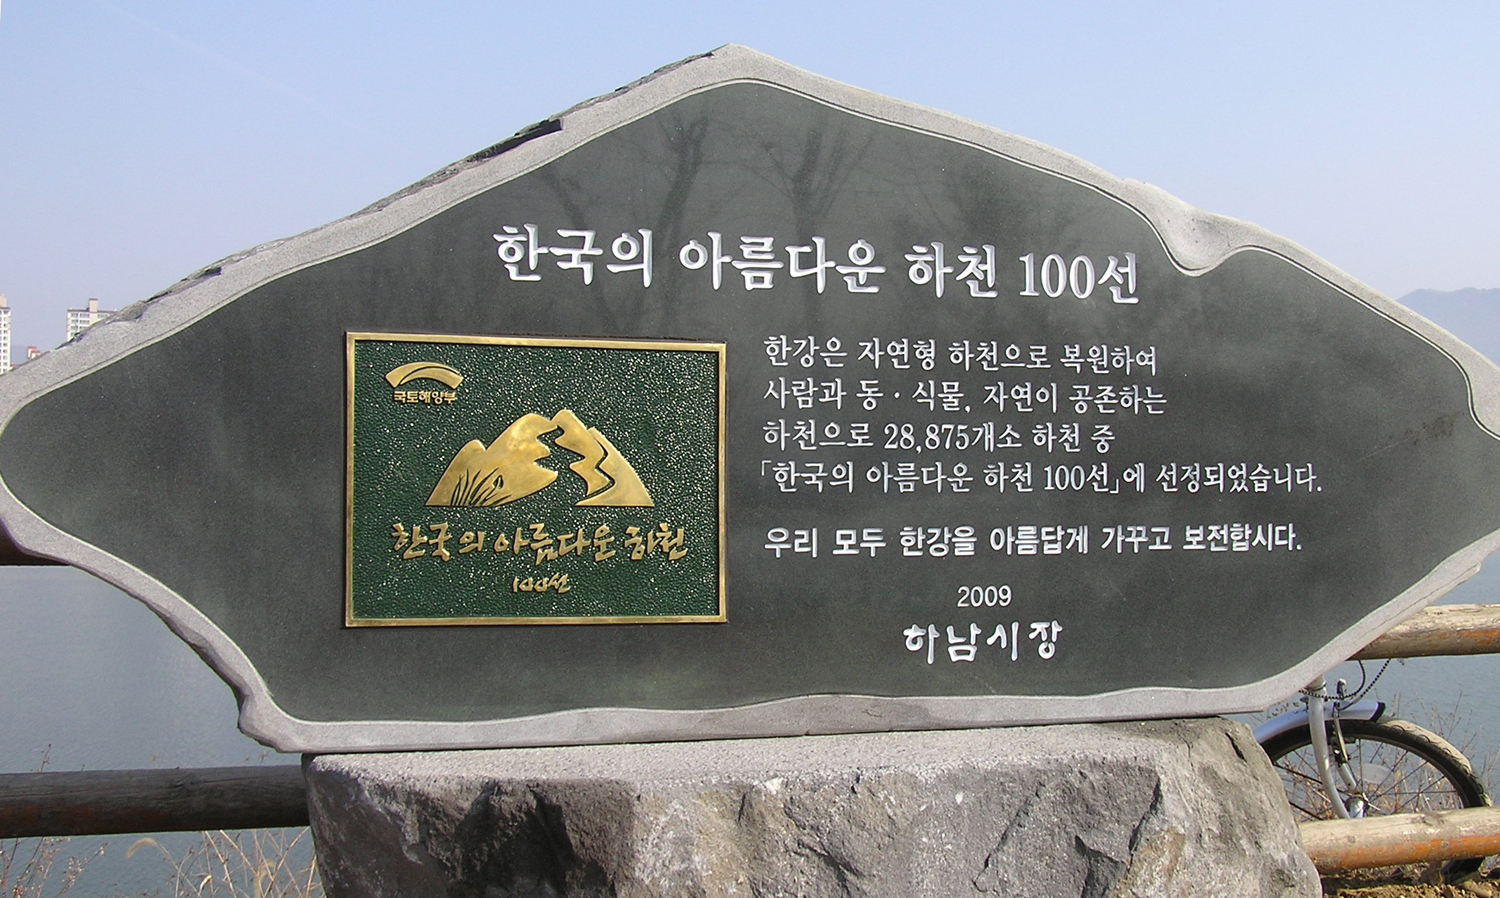 한국의 아름다운 하천 100선
국토해양부
한국의 아름다운 하천
100선
한강은 자연형 하천으로 복원하여
사람과 동·식물, 자연이 공존하는
하천으로 28,875개소 하천 중
「한국의 아름다운 하천 100선」에 선정되었습니다.
우리 모두 한강을 아름답게 가꾸고 보전합시다.
2009
하남시장